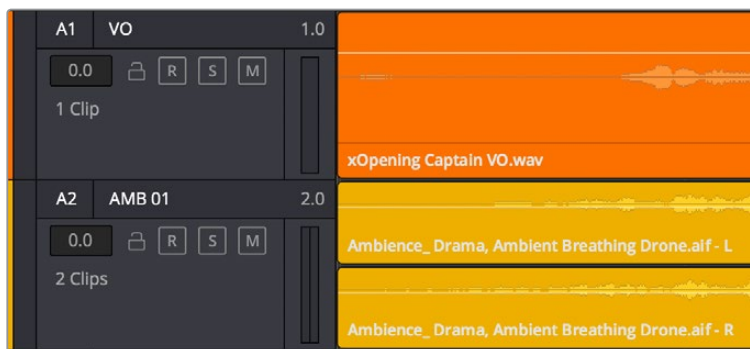 A1 VO 1.0
0.0 R S M
1 Clip
xOpening Captain VO.wav
A2 AMB 01 2.0
0.0 R S M
Ambience_ Drama, Ambient Breathing Drone.aif - L
2 Clips
Ambience_ Drama, Ambient Breathing Drone.aif - R